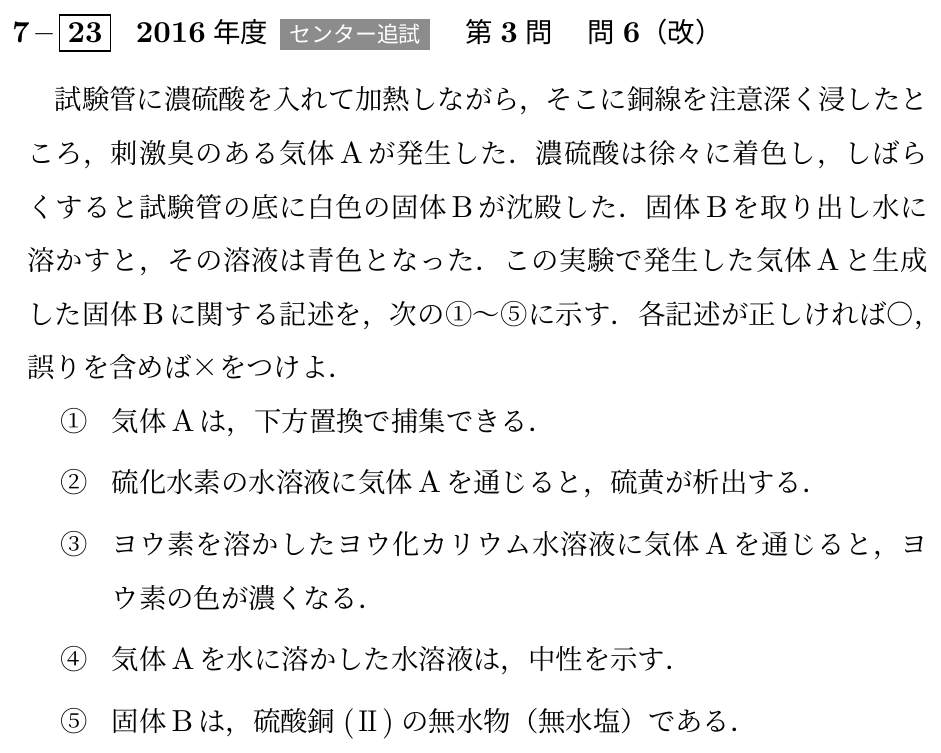 7-23 2016 年度 センター追試 第 3 問 問 6（改）
試験管に濃硫酸を入れて加熱しながら，そこに銅線を注意深く浸したと
ころ，刺激臭のある気体 A が発生した．濃硫酸は徐々に着色し，しばら
くすると試験管の底に白色の固体 B が沈殿した．固体 B を取り出し水に
溶かすと，その溶液は青色となった．この実験で発生した気体 A と生成
した固体 B に関する記述を，次の①～⑤に示す．各記述が正しければ○，
誤りを含めば×をつけよ．
① 気体 A は，下方置換で捕集できる．
② 硫化水素の水溶液に気体 A を通じると，硫黄が析出する．
③ ヨウ素を溶かしたヨウ化カリウム水溶液に気体 A を通じると，ヨ
ウ素の色が濃くなる．
④ 気体 A を水に溶かした水溶液は，中性を示す．
⑤ 固体 B は，硫酸銅 (Ⅱ) の無水物（無水塩）である．